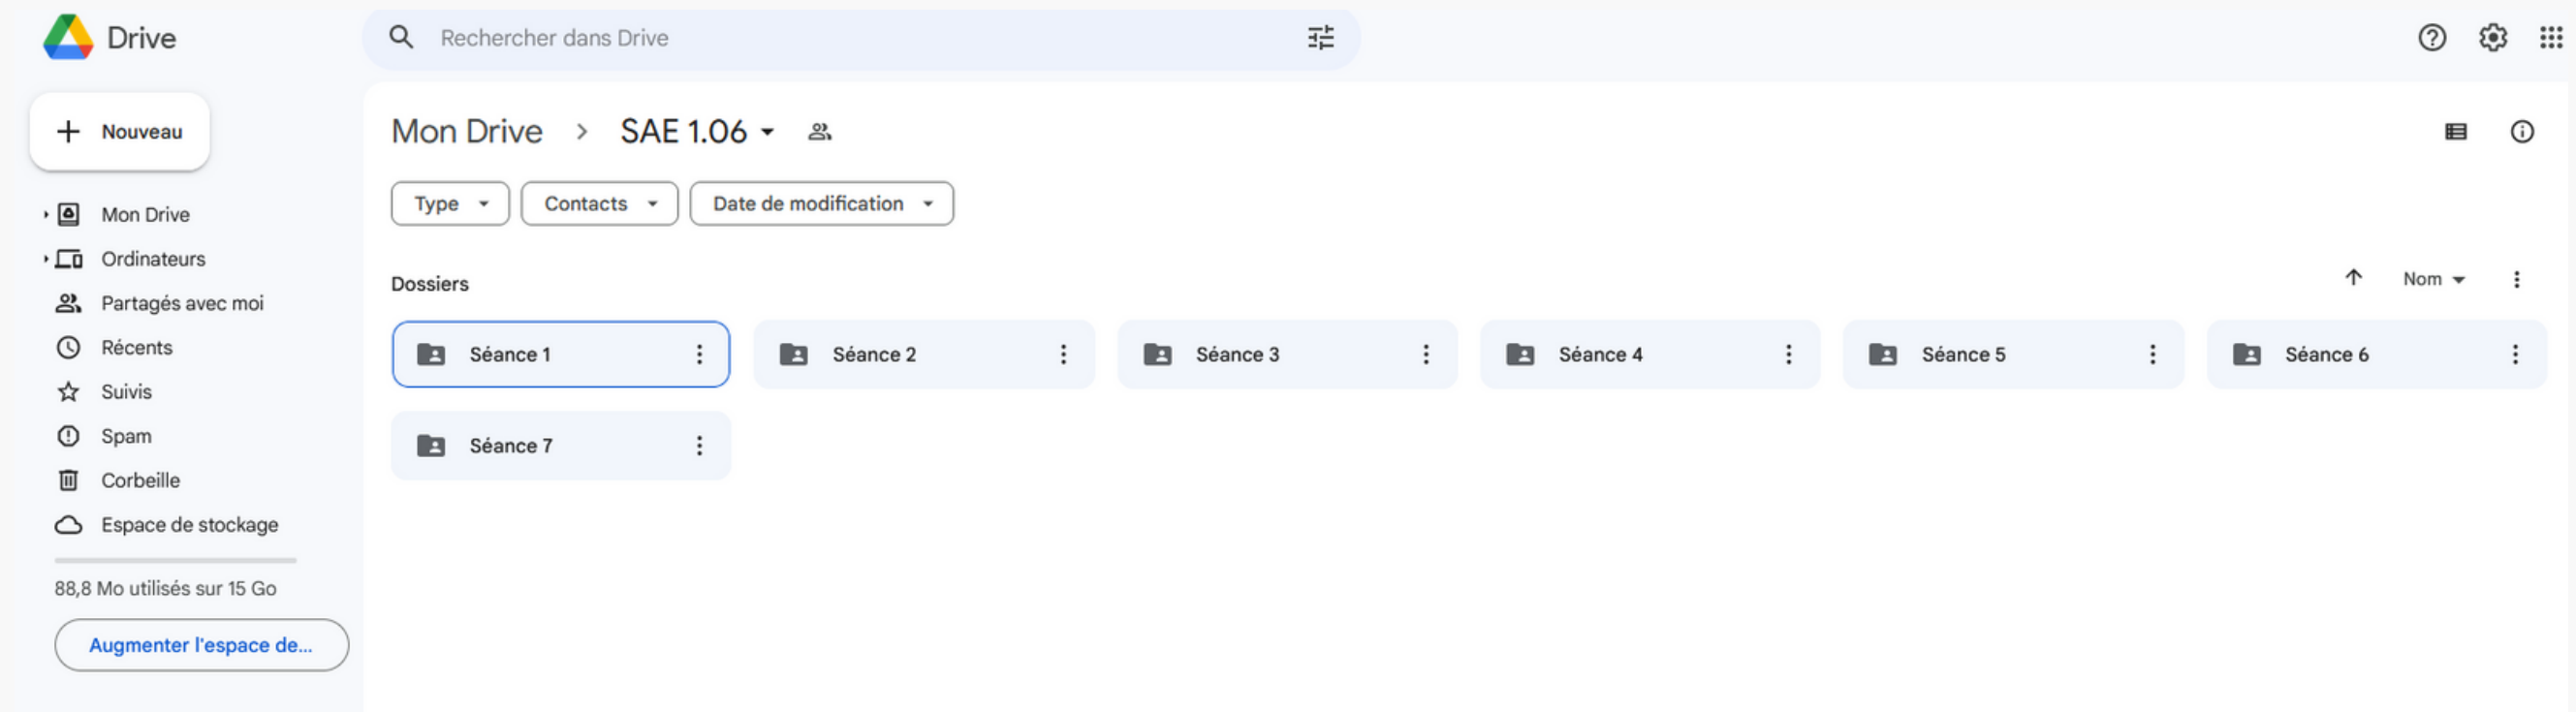 Drive
Rechercher dans Drive
Nouveau
Mon Drive
Ordinateurs
Partagés avec moi
Récents
Suivis
Spam
Corbeille
Espace de stockage
88,8 Mo utilisés sur 15 Go
Augmenter l'espace de...
Mon Drive > SAE 1.06
Type Contacts Date de modification
Dossiers Nom
Séance 1 Séance 2 Séance 3 Séance 4 Séance 5 Séance 6
Séance 7